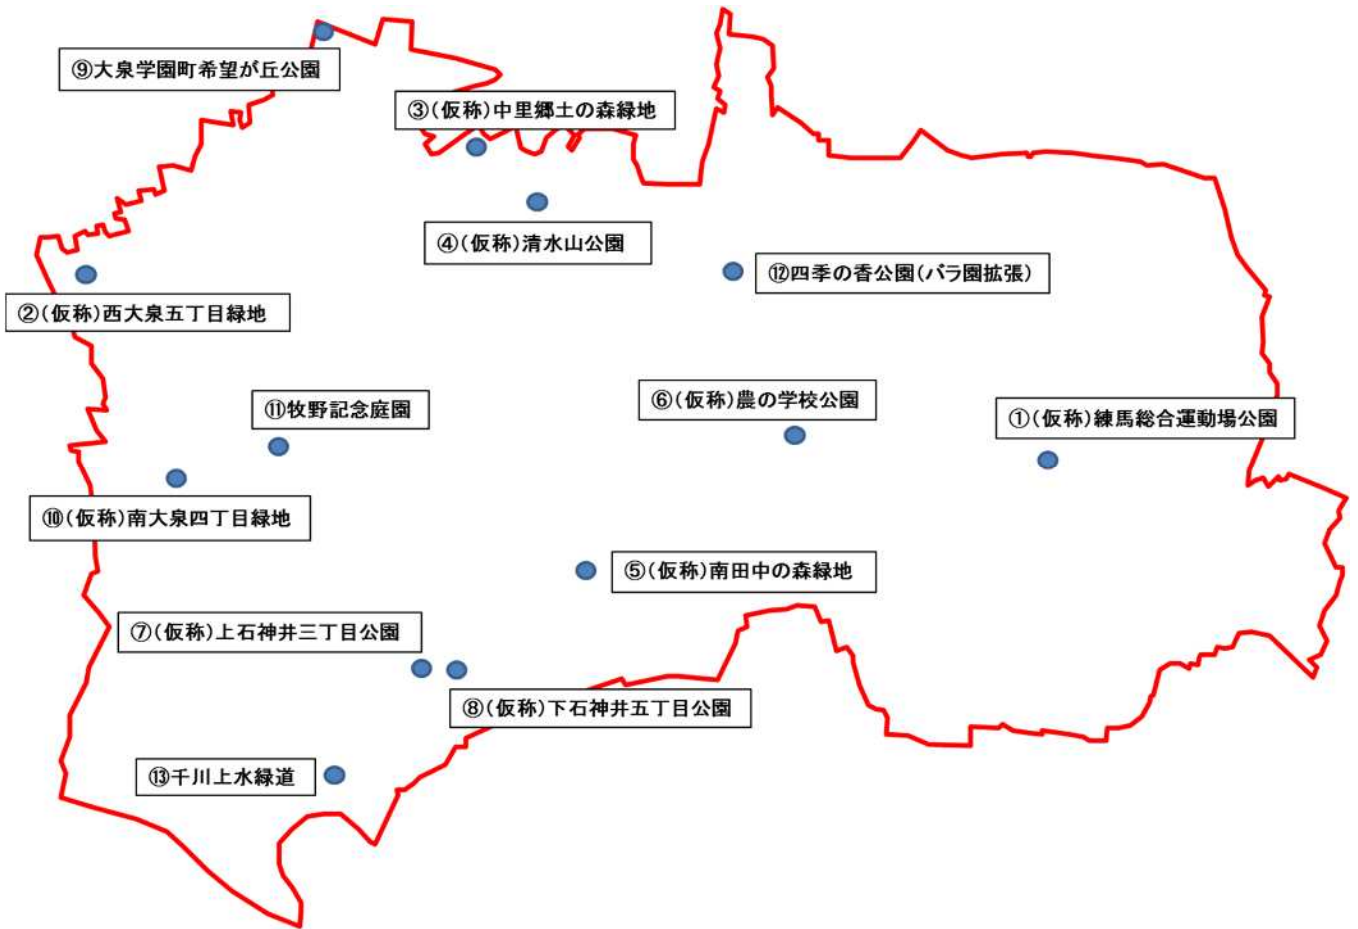 ⑨大泉学園町希望が丘公園
③(仮称)中里郷土の森緑地
④(仮称)清水山公園
⑫四季の香公園(バラ園拡張)
②(仮称)西大泉五丁目緑地
⑪牧野記念庭園
⑥(仮称)農の学校公園
①(仮称)練馬総合運動場公園
⑩(仮称)南大泉四丁目緑地
⑤(仮称)南田中の森緑地
⑦(仮称)上石神井三丁目公園
⑧(仮称)下石神井五丁目公園
⑬千川上水緑道